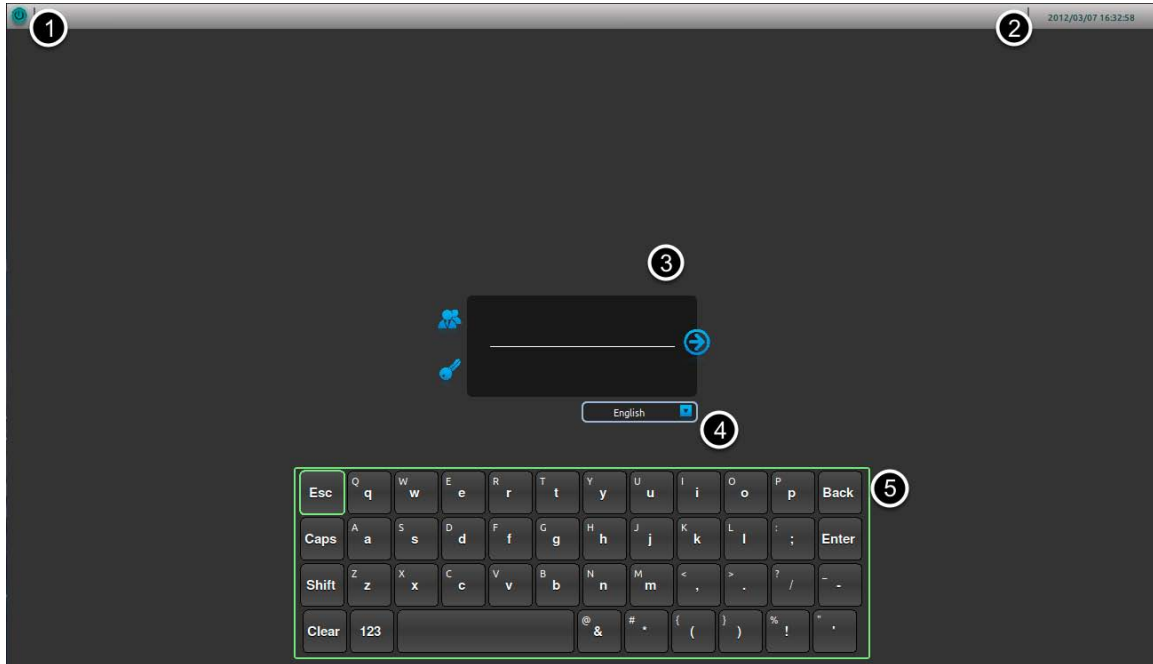 1
2
2012/03/07 16:32:58
3
English
4
5
Esc Q q W w E e R r T t Y y U u I i O o P p Back
Caps A a S s D d F f G g H h J j K k L l : ; Enter
Shift Z z X x C c V v B b N n M m < , > . ? / _ -
Clear 123 @ & # * { ( } ) % ! " '